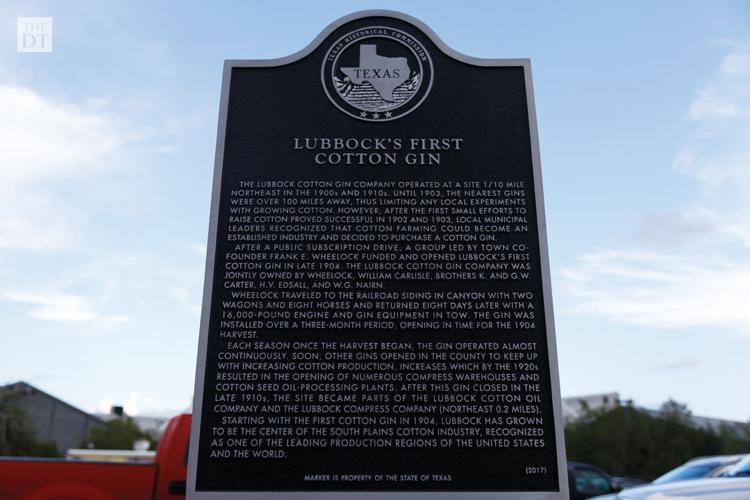 THE
DT
TEXAS HISTORICAL COMMISSION
TEXAS
LUBBOCK'S FIRST
COTTON GIN
THE LUBBOCK COTTON GIN COMPANY OPERATED AT A SITE 1/10 MILE
NORTHEAST IN THE 1900s AND 1910s. UNTIL 1903, THE NEAREST GINS
WERE OVER 100 MILES AWAY, THUS LIMITING ANY LOCAL EXPERIMENTS
WITH GROWING COTTON. HOWEVER, AFTER THE FIRST SMALL EFFORTS TO
RAISE COTTON PROVED SUCCESSFUL IN 1902 AND 1903, LOCAL MUNICIPAL
LEADERS RECOGNIZED THAT COTTON FARMING COULD BECOME AN
ESTABLISHED INDUSTRY AND DECIDED TO PURCHASE A COTTON GIN.
AFTER A PUBLIC SUBSCRIPTION DRIVE, A GROUP LED BY TOWN CO-
FOUNDER FRANK E. WHEELOCK FUNDED AND OPENED LUBBOCK'S FIRST
COTTON GIN IN LATE 1904. THE LUBBOCK COTTON GIN COMPANY WAS
JOINTLY OWNED BY WHEELOCK, WILLIAM CARLISLE, BROTHERS K. AND G.W.
CARTER, H.V. EDSALL, AND W.G. NAIRN.
WHEELOCK TRAVELED TO THE RAILROAD SIDING IN CANYON WITH TWO
WAGONS AND EIGHT HORSES AND RETURNED EIGHT DAYS LATER WITH A
16,000-POUND ENGINE AND GIN EQUIPMENT IN TOW. THE GIN WAS
INSTALLED OVER A THREE-MONTH PERIOD, OPENING IN TIME FOR THE 1904
HARVEST.
EACH SEASON ONCE THE HARVEST BEGAN, THE GIN OPERATED ALMOST
CONTINUOUSLY. SOON, OTHER GINS OPENED IN THE COUNTY TO KEEP UP
WITH INCREASING COTTON PRODUCTION, INCREASES WHICH BY THE 1920s
RESULTED IN THE OPENING OF NUMEROUS COMPRESS WAREHOUSES AND
COTTON SEED OIL-PROCESSING PLANTS. AFTER THIS GIN CLOSED IN THE
LATE 1910s, THE SITE BECAME PARTS OF THE LUBBOCK COTTON OIL
COMPANY AND THE LUBBOCK COMPRESS COMPANY (NORTHEAST 0.2 MILES).
STARTING WITH THE FIRST COTTON GIN IN 1904, LUBBOCK HAS GROWN
TO BE THE CENTER OF THE SOUTH PLAINS COTTON INDUSTRY, RECOGNIZED
AS ONE OF THE LEADING PRODUCTION REGIONS OF THE UNITED STATES
AND THE WORLD.
(2017)
MARKER IS PROPERTY OF THE STATE OF TEXAS